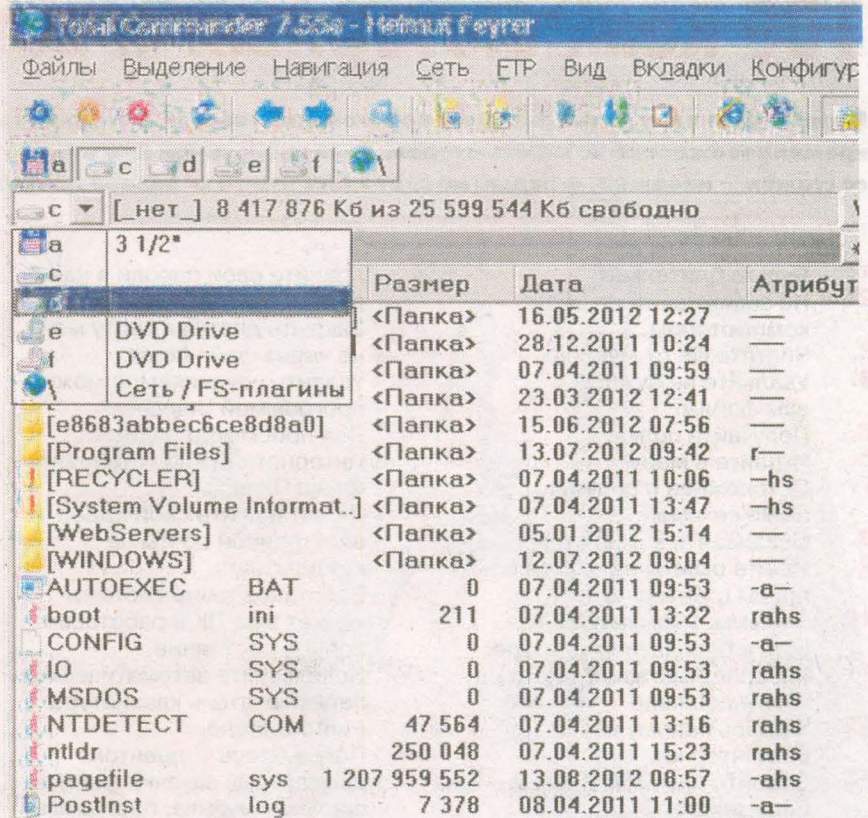 Total Commander 7.55a - Helmut Peyrer
Файлы Выделение Навигация Сеть FTP Вид Вкладки Конфигур
a c d e f \
c [_нет_] 8 417 876 Кб из 25 599 544 Кб свободно \
a 3 1/2"
c
d
e DVD Drive
f DVD Drive
\ Сеть / FS-плагины
Размер Дата Атрибут
<Папка> 16.05.2012 12:27 —
<Папка> 28.12.2011 10:24 —
<Папка> 07.04.2011 09:59 —
<Папка> 23.03.2012 12:41 —
[e8683abbec6ce8d8a0] <Папка> 15.06.2012 07:56 —
[Program Files] <Папка> 13.07.2012 09:42 r—
[RECYCLER] <Папка> 07.04.2011 10:06 –hs
[System Volume Informat..] <Папка> 07.04.2011 13:47 –hs
[WebServers] <Папка> 05.01.2012 15:14 —
[WINDOWS] <Папка> 12.07.2012 09:04 —
AUTOEXEC BAT 0 07.04.2011 09:53 -a—
boot ini 211 07.04.2011 13:22 rahs
CONFIG SYS 0 07.04.2011 09:53 -a—
IO SYS 0 07.04.2011 09:53 rahs
MSDOS SYS 0 07.04.2011 09:53 rahs
NTDETECT COM 47 564 07.04.2011 13:16 rahs
ntldr 250 048 07.04.2011 15:23 rahs
pagefile sys 1 207 959 552 13.08.2012 08:57 -ahs
PostInst log 7 378 08.04.2011 11:00 -a—